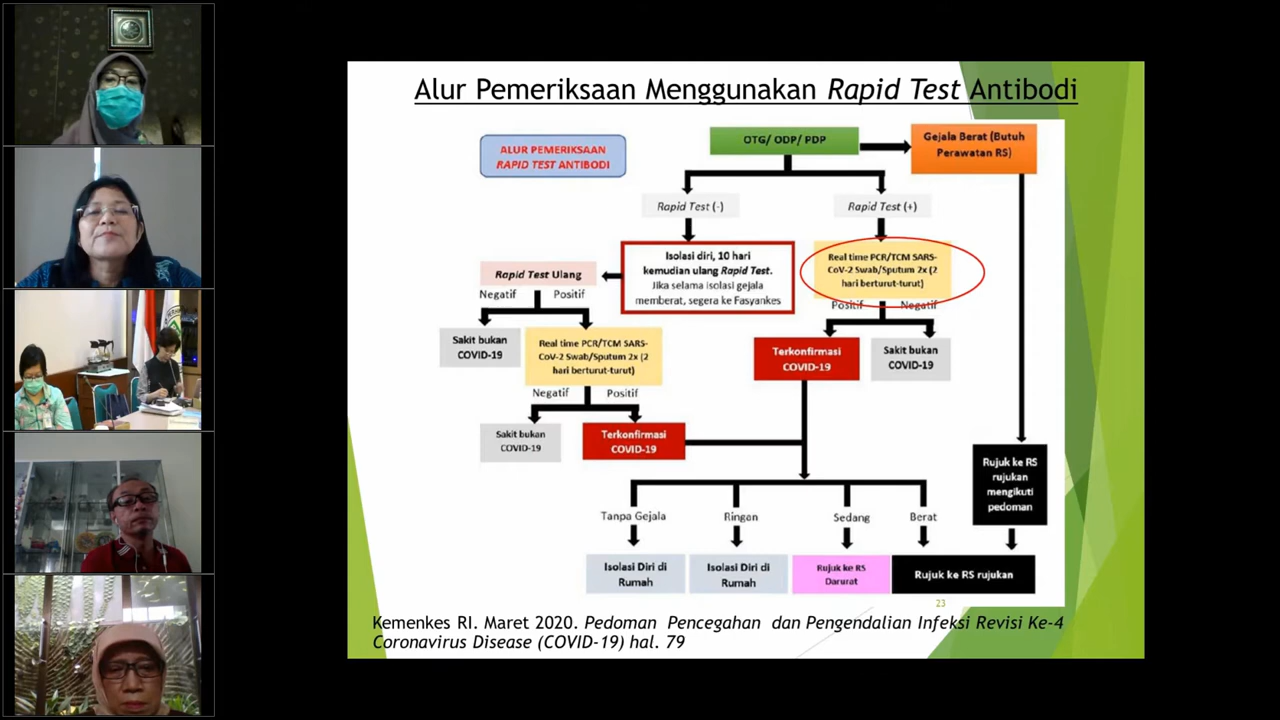 Alur Pemeriksaan Menggunakan Rapid Test Antibodi
ALUR PEMERIKSAAN
RAPID TEST ANTIBODI
OTG/ ODP/ PDP
Gejala Berat (Butuh
Perawatan RS)
Rapid Test (-)
Rapid Test (+)
Isolasi diri, 10 hari
kemudian ulang Rapid Test.
Jika selama isolasi gejala
memberat, segera ke Fasyankes
Real time PCR/TCM SARS-
CoV-2 Swab/Sputum 2x (2
hari berturut-turut)
Rapid Test Ulang
Negatif
Positif
Positif
Negatif
Sakit bukan
COVID-19
Real time PCR/TCM SARS-
CoV-2 Swab/Sputum 2x (2
hari berturut-turut)
Terkonfirmasi
COVID-19
Sakit bukan
COVID-19
Negatif
Positif
Sakit bukan
COVID-19
Terkonfirmasi
COVID-19
Rujuk ke RS
rujukan
mengikuti
pedoman
Tanpa Gejala
Ringan
Sedang
Berat
Isolasi Diri di
Rumah
Isolasi Diri di
Rumah
Rujuk ke RS
Darurat
Rujuk ke RS rujukan
23
Kemenkes RI. Maret 2020. Pedoman Pencegahan dan Pengendalian Infeksi Revisi Ke-4
Coronavirus Disease (COVID-19) hal. 79